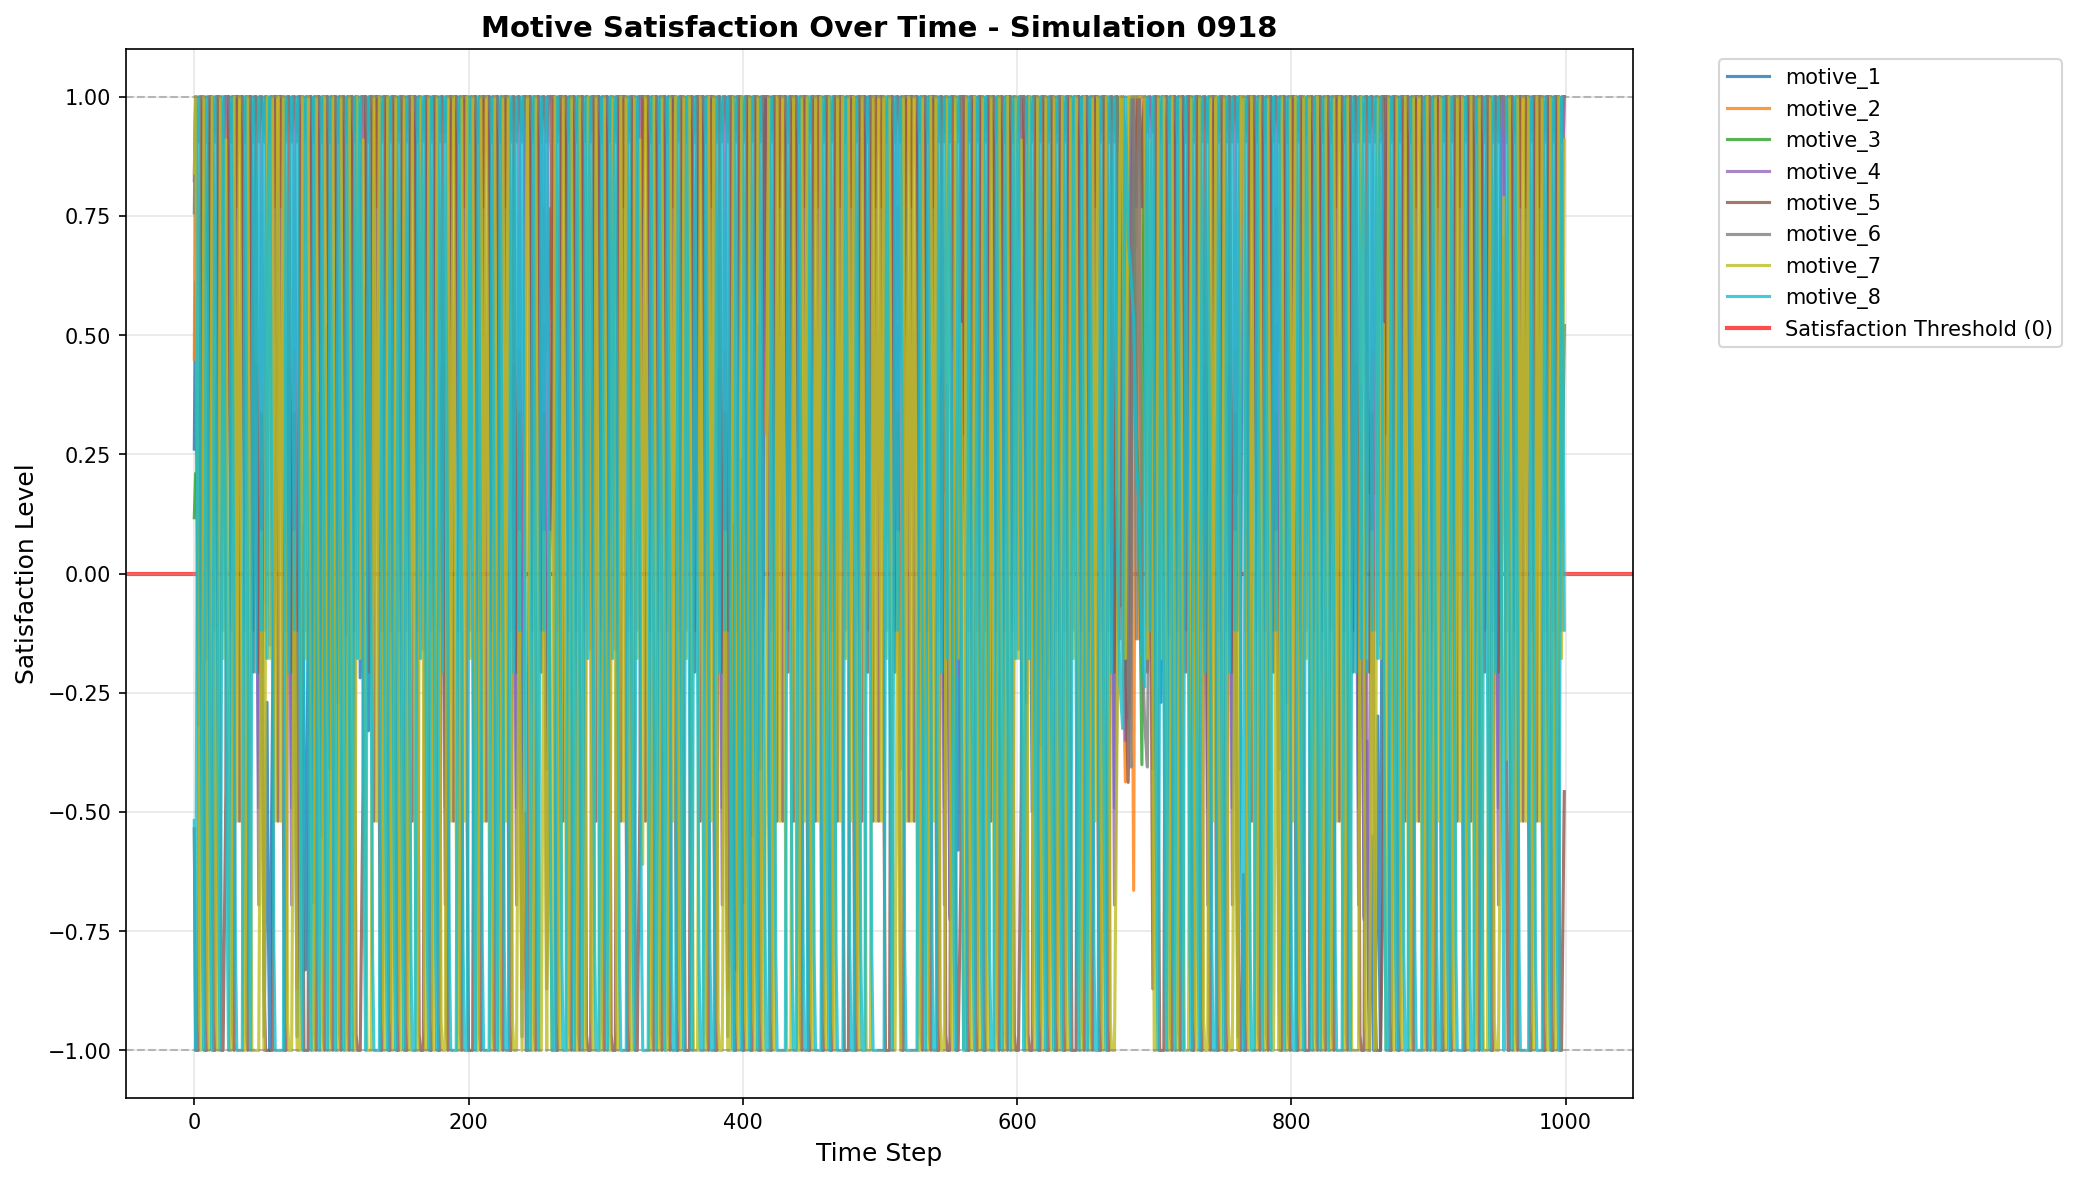 Motive Satisfaction Over Time - Simulation 0918
Satisfaction Level
1.00
0.75
0.50
0.25
0.00
−0.25
−0.50
−0.75
−1.00
0
200
400
600
800
1000
Time Step
motive_1
motive_2
motive_3
motive_4
motive_5
motive_6
motive_7
motive_8
Satisfaction Threshold (0)